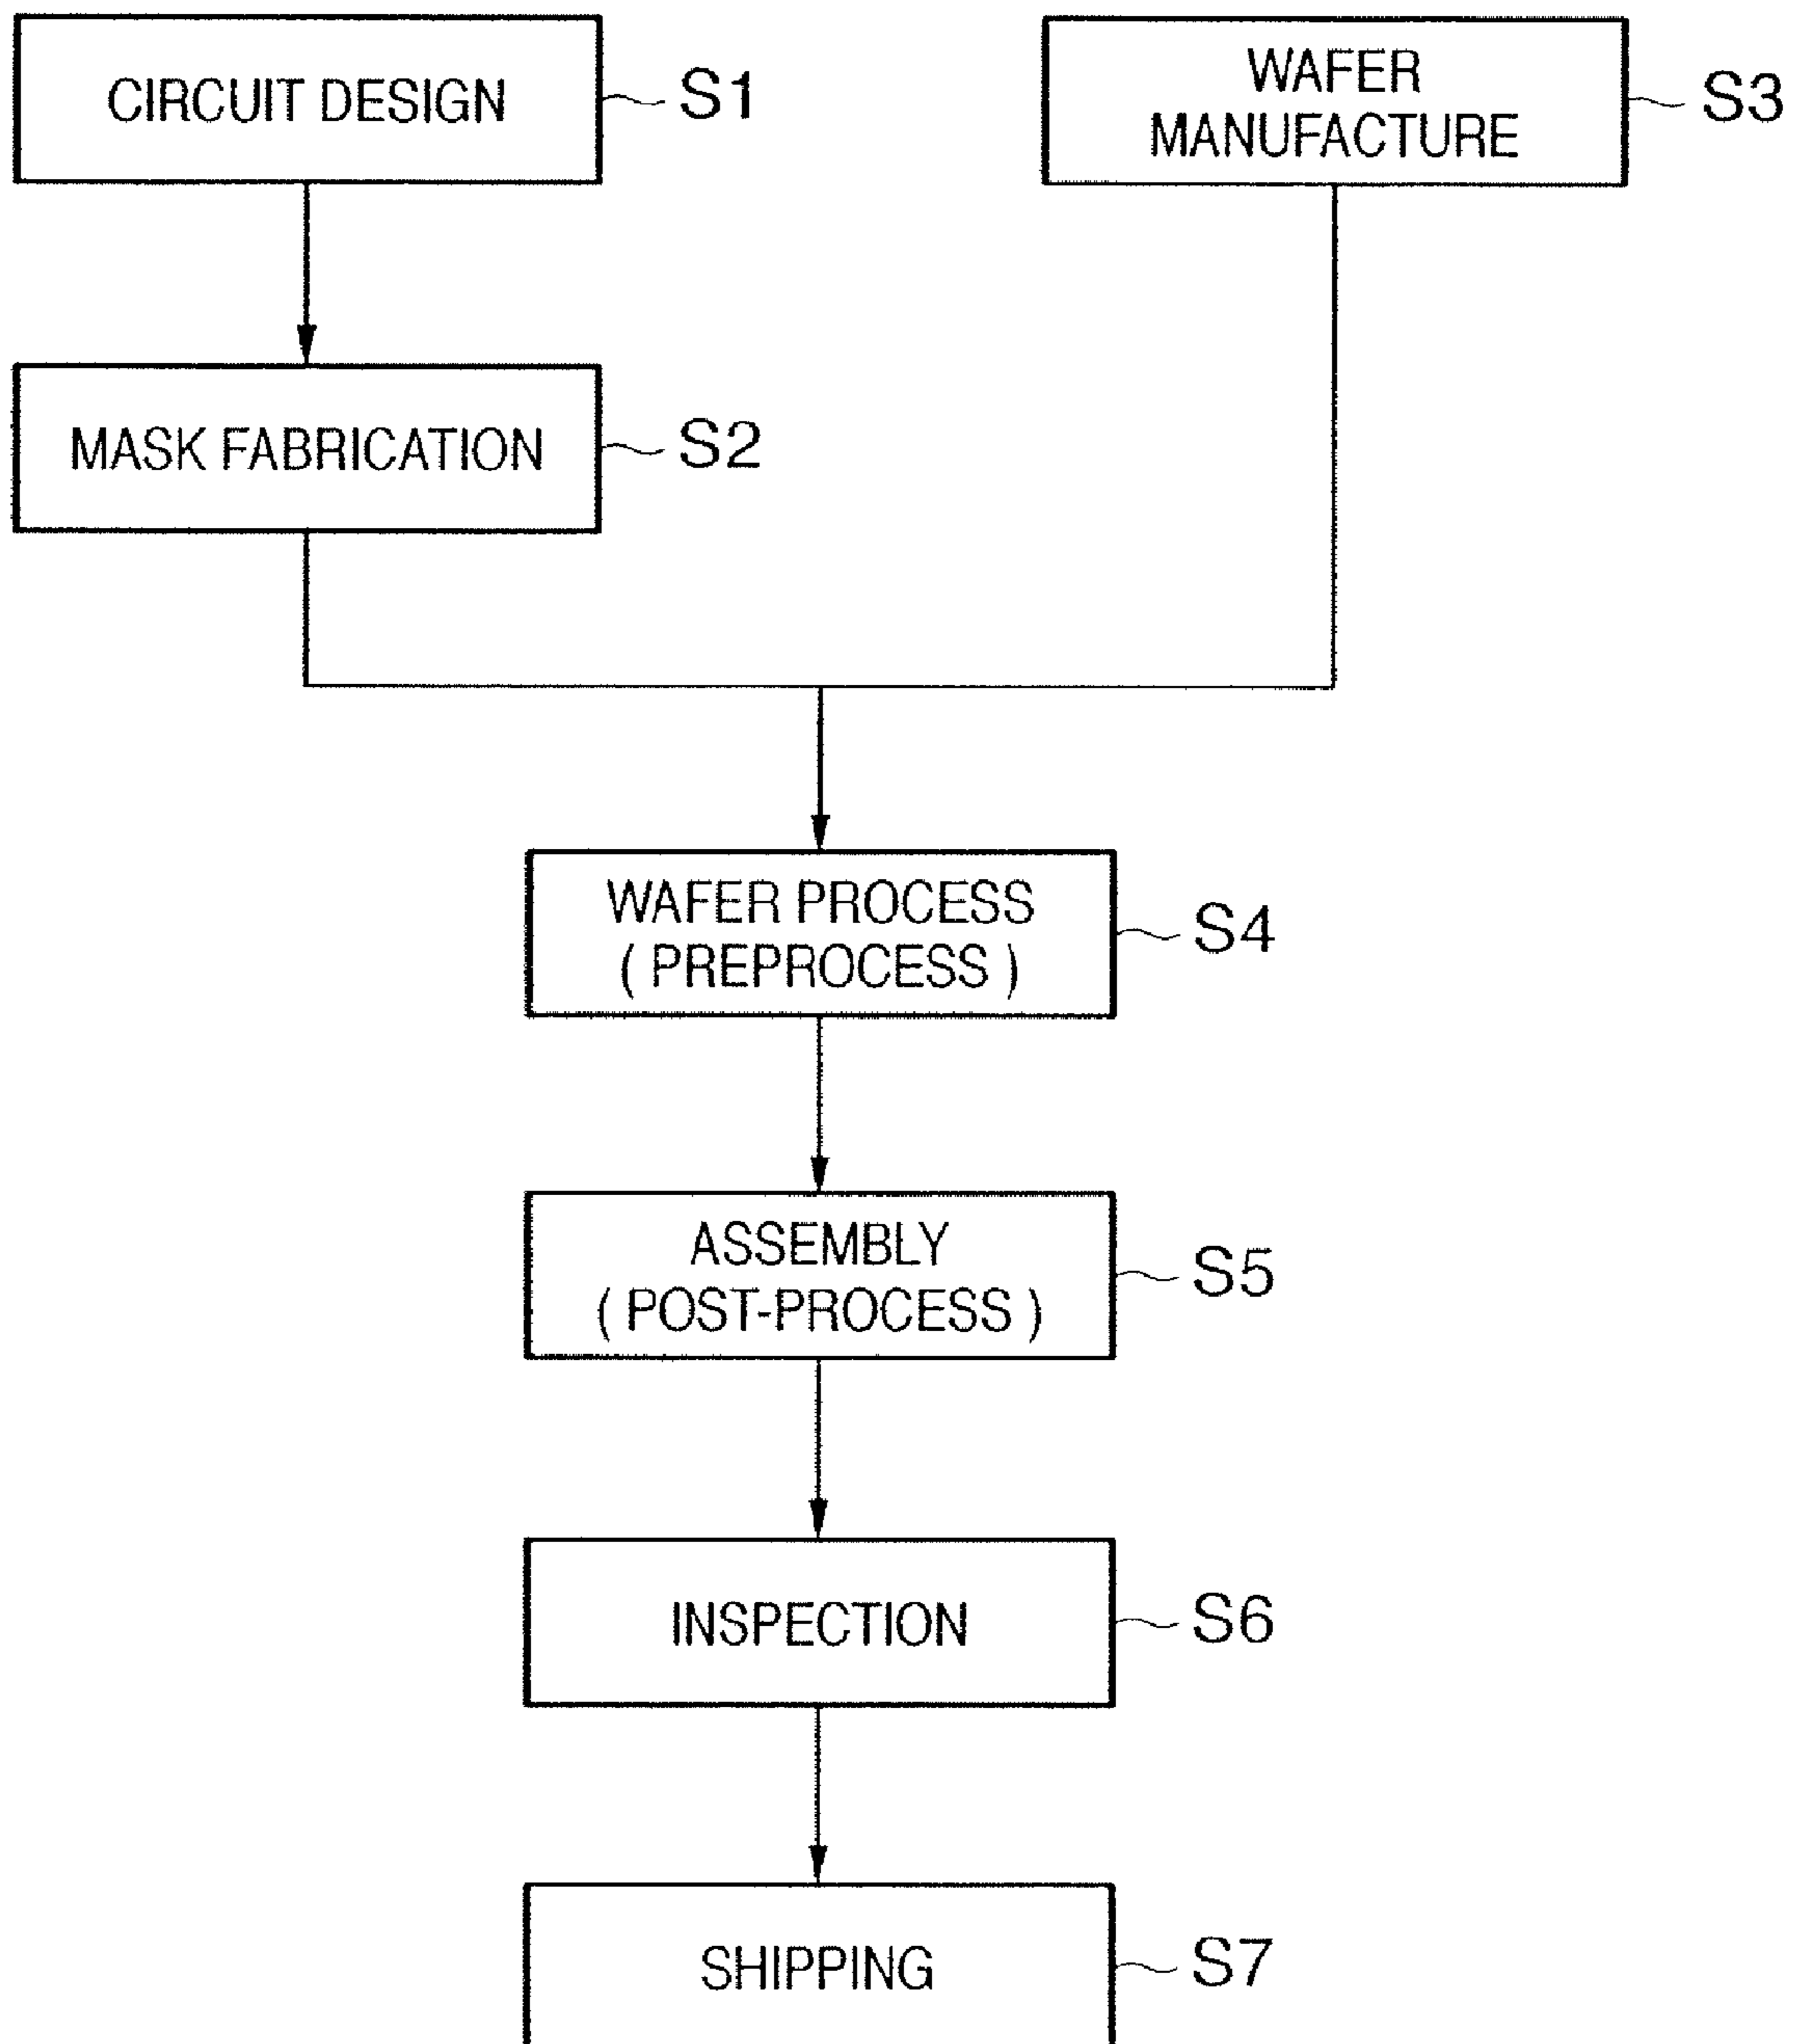 CIRCUIT DESIGN
S1
WAFER
MANUFACTURE
S3
MASK FABRICATION
S2
WAFER PROCESS
( PREPROCESS )
S4
ASSEMBLY
( POST-PROCESS )
S5
INSPECTION
S6
SHIPPING
S7